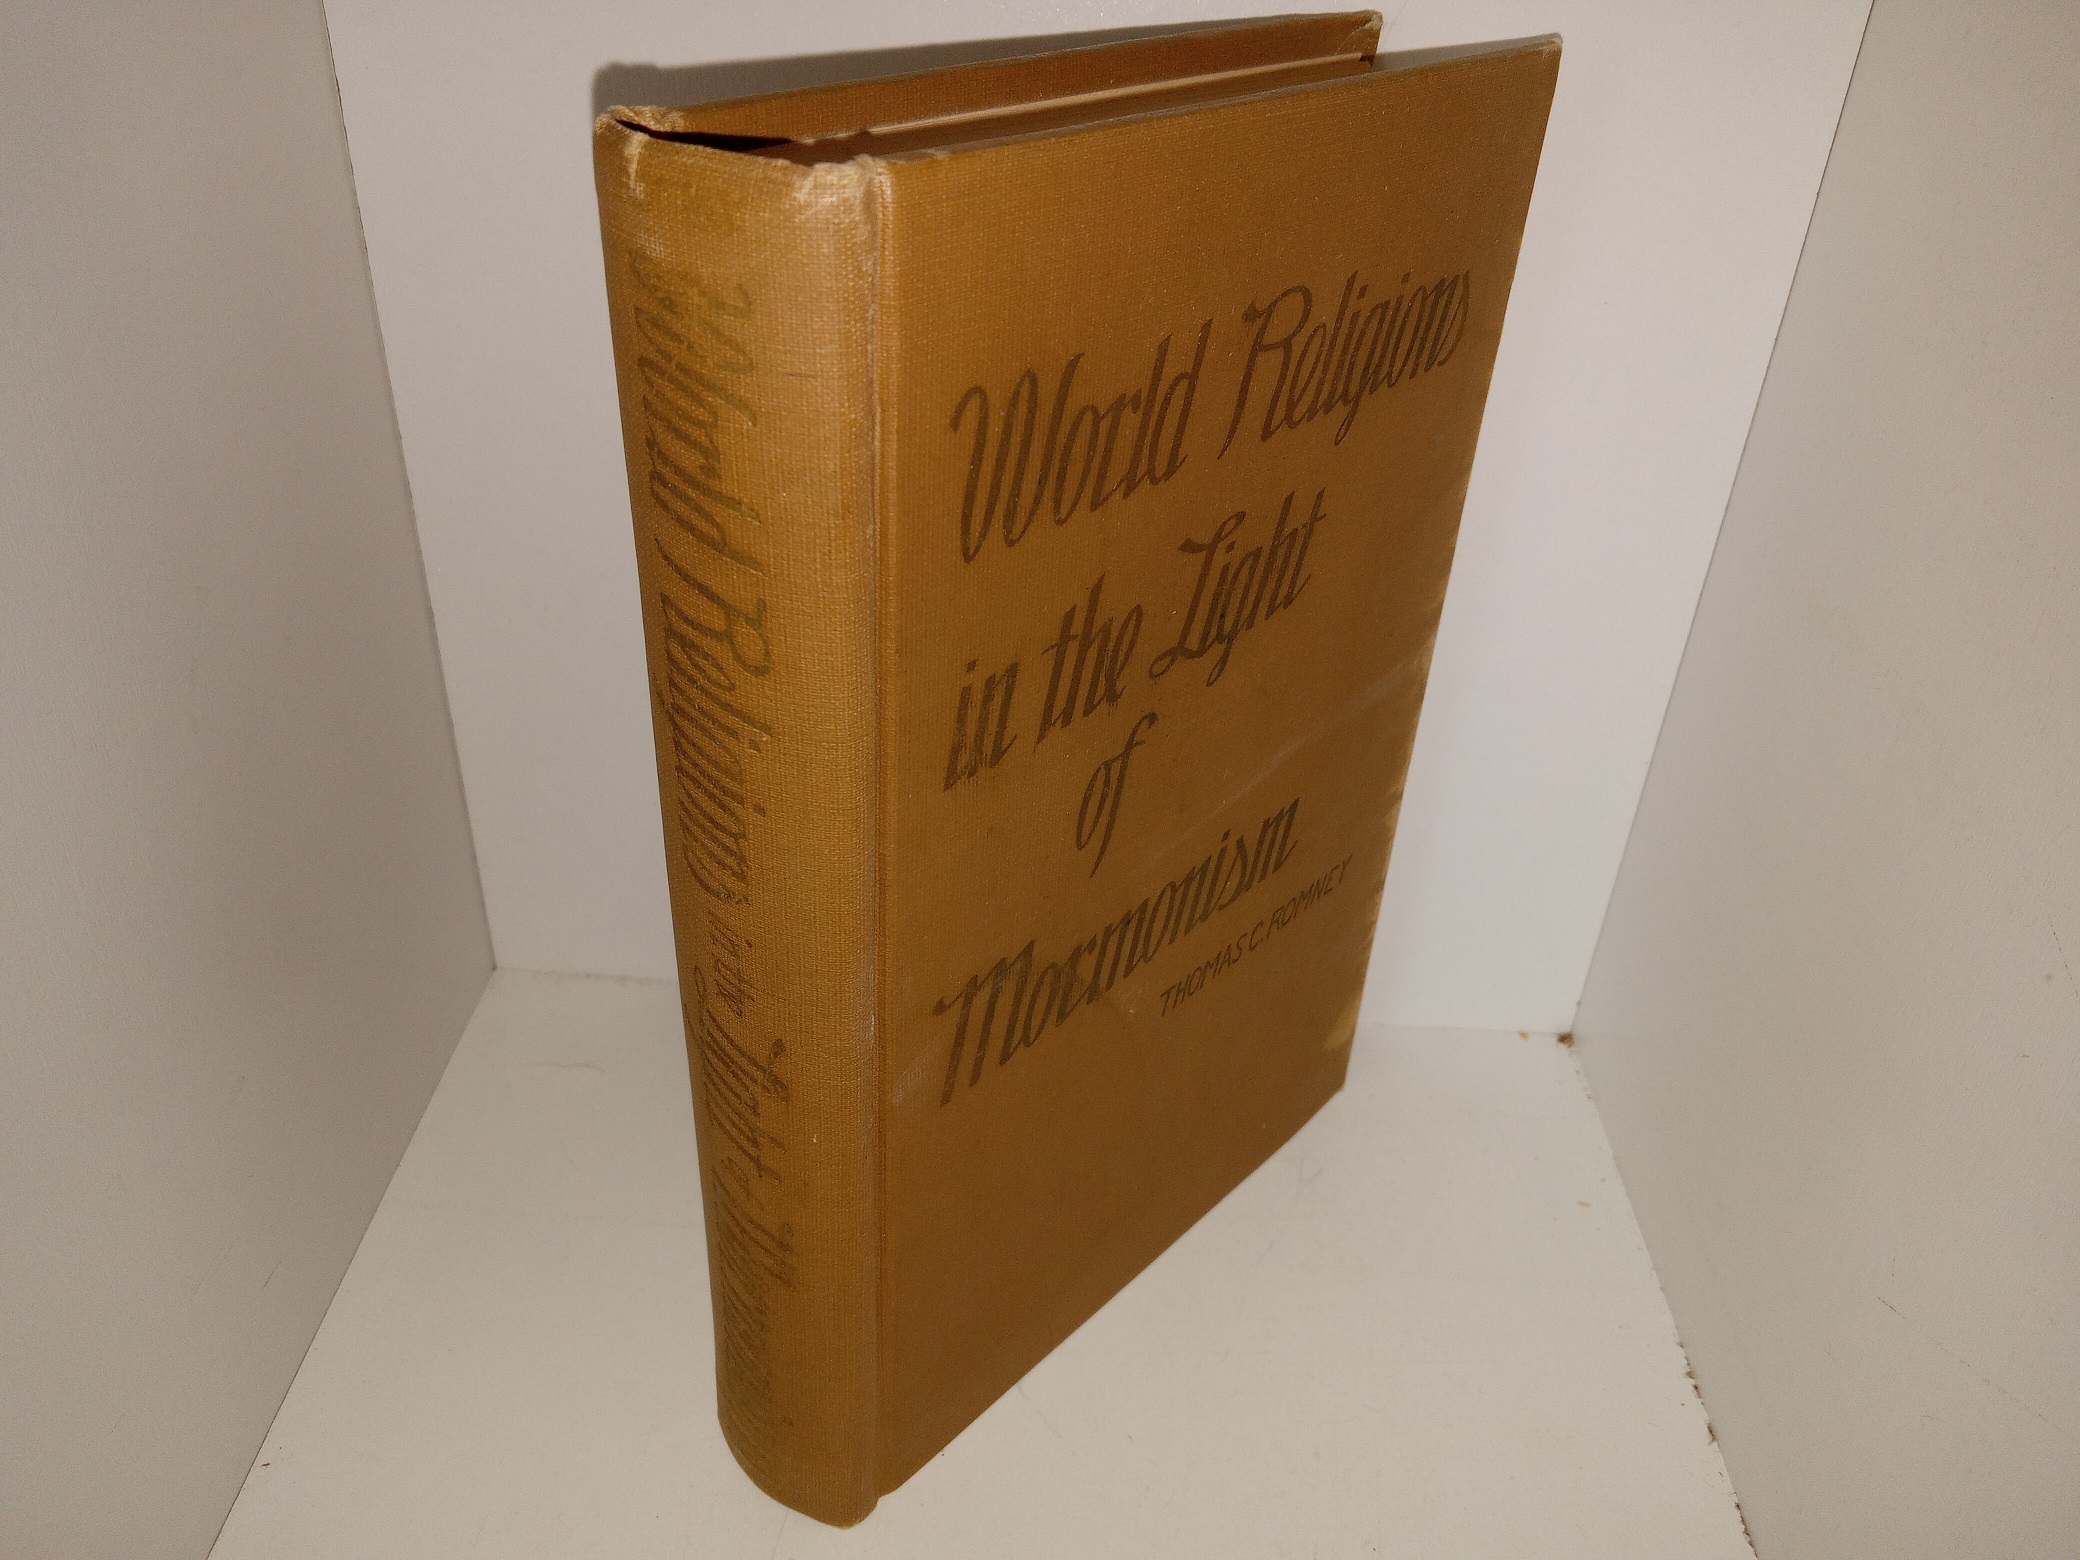 World Religions
in the Light
of
Mormonism
THOMAS C. ROMNEY
World Religions in the Light of Mormonism